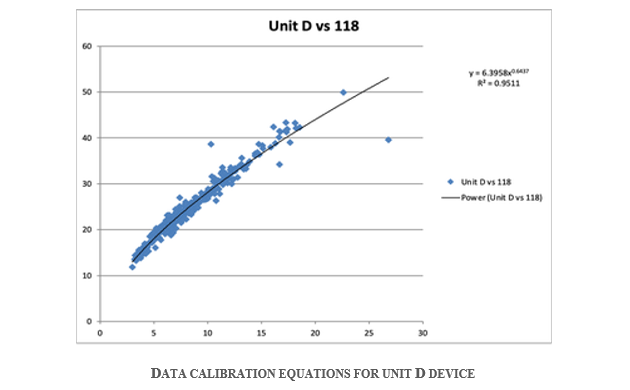 Unit D vs 118
60
50
40
30
20
10
0
0 5 10 15 20 25 30
y = 6.3958x^0.6437
R² = 0.9511
Unit D vs 118
Power (Unit D vs 118)
DATA CALIBRATION EQUATIONS FOR UNIT D DEVICE